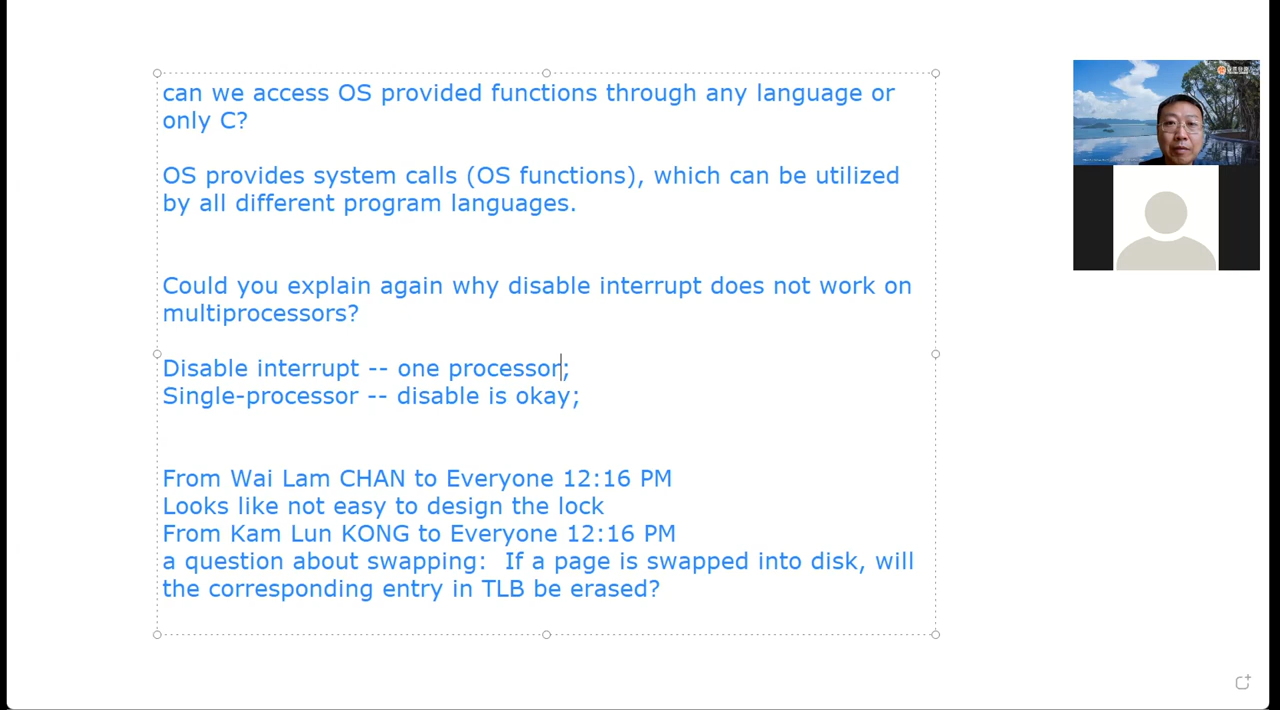 can we access OS provided functions through any language or
only C?
OS provides system calls (OS functions), which can be utilized
by all different program languages.
Could you explain again why disable interrupt does not work on
multiprocessors?
Disable interrupt -- one processor;
Single-processor -- disable is okay;
From Wai Lam CHAN to Everyone 12:16 PM
Looks like not easy to design the lock
From Kam Lun KONG to Everyone 12:16 PM
a question about swapping:  If a page is swapped into disk, will
the corresponding entry in TLB be erased?